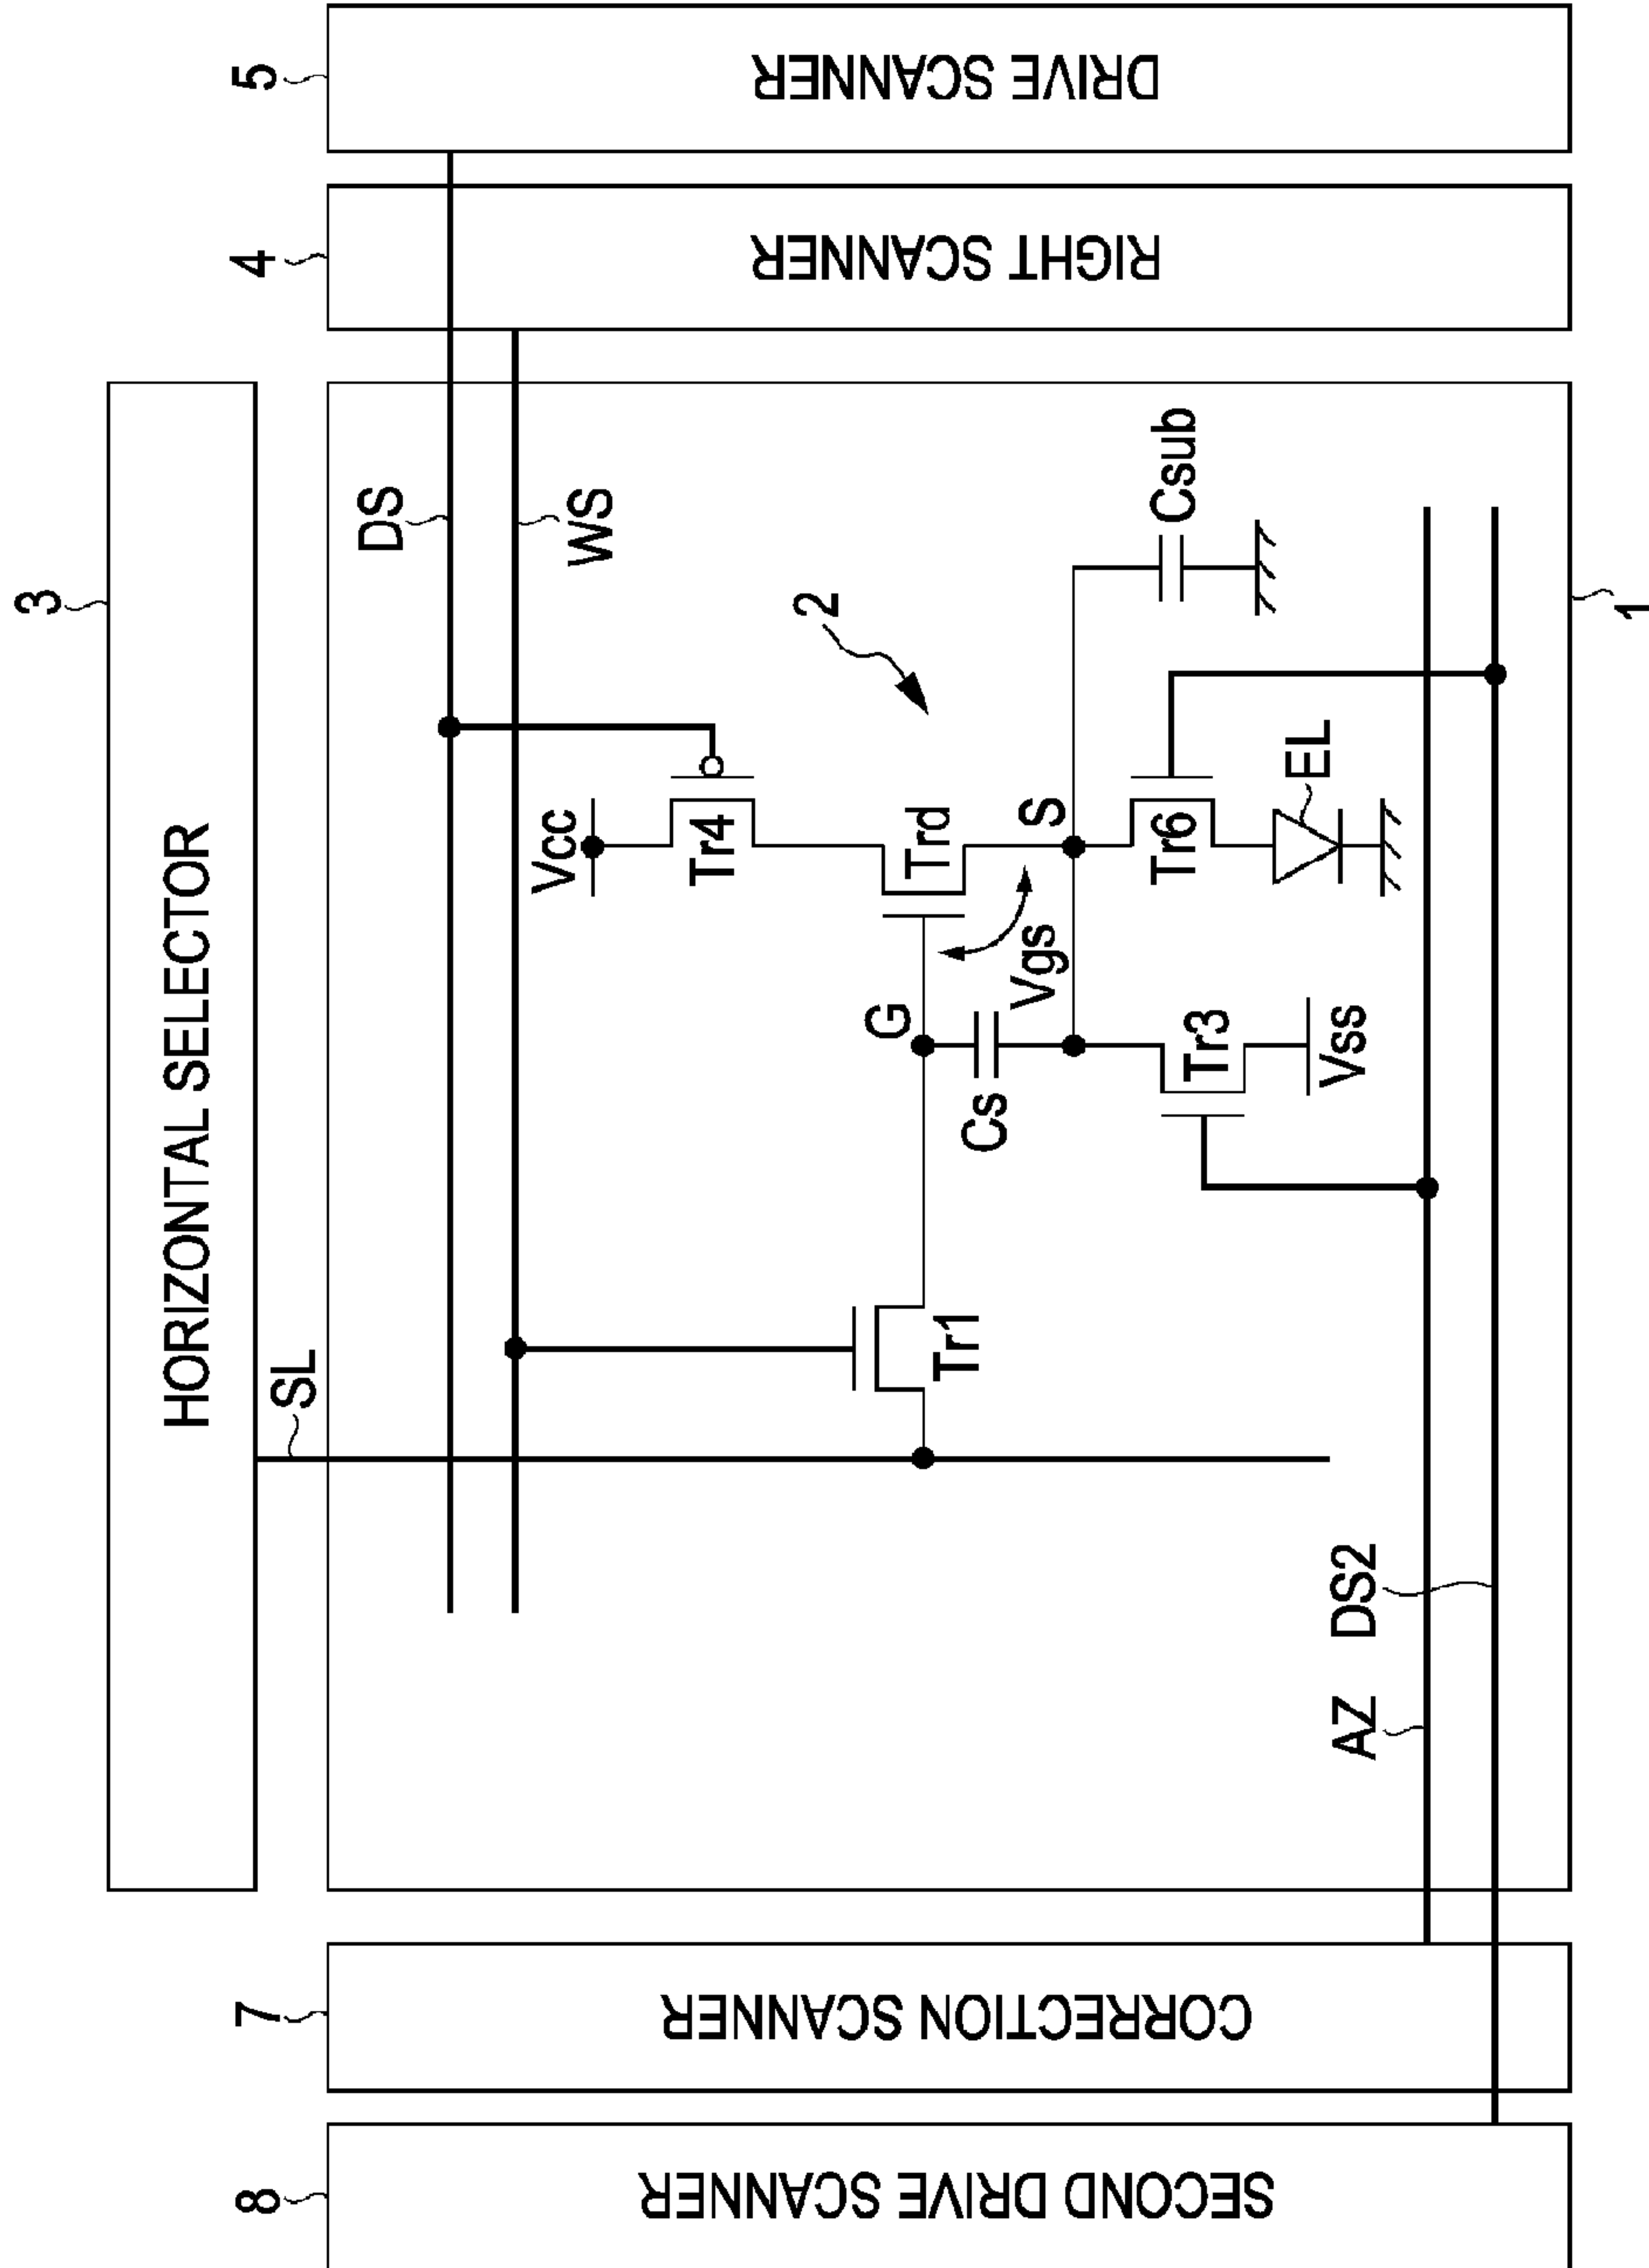 3
HORIZONTAL SELECTOR
8
SECOND DRIVE SCANNER
7
CORRECTION SCANNER
4
RIGHT SCANNER
5
DRIVE SCANNER
SL
DS
WS
Vcc
Tr4
2
G
Trd
Tr1
Cs
Vgs
S
Csub
Tr3
Tr6
Vss
EL
AZ
DS2
1